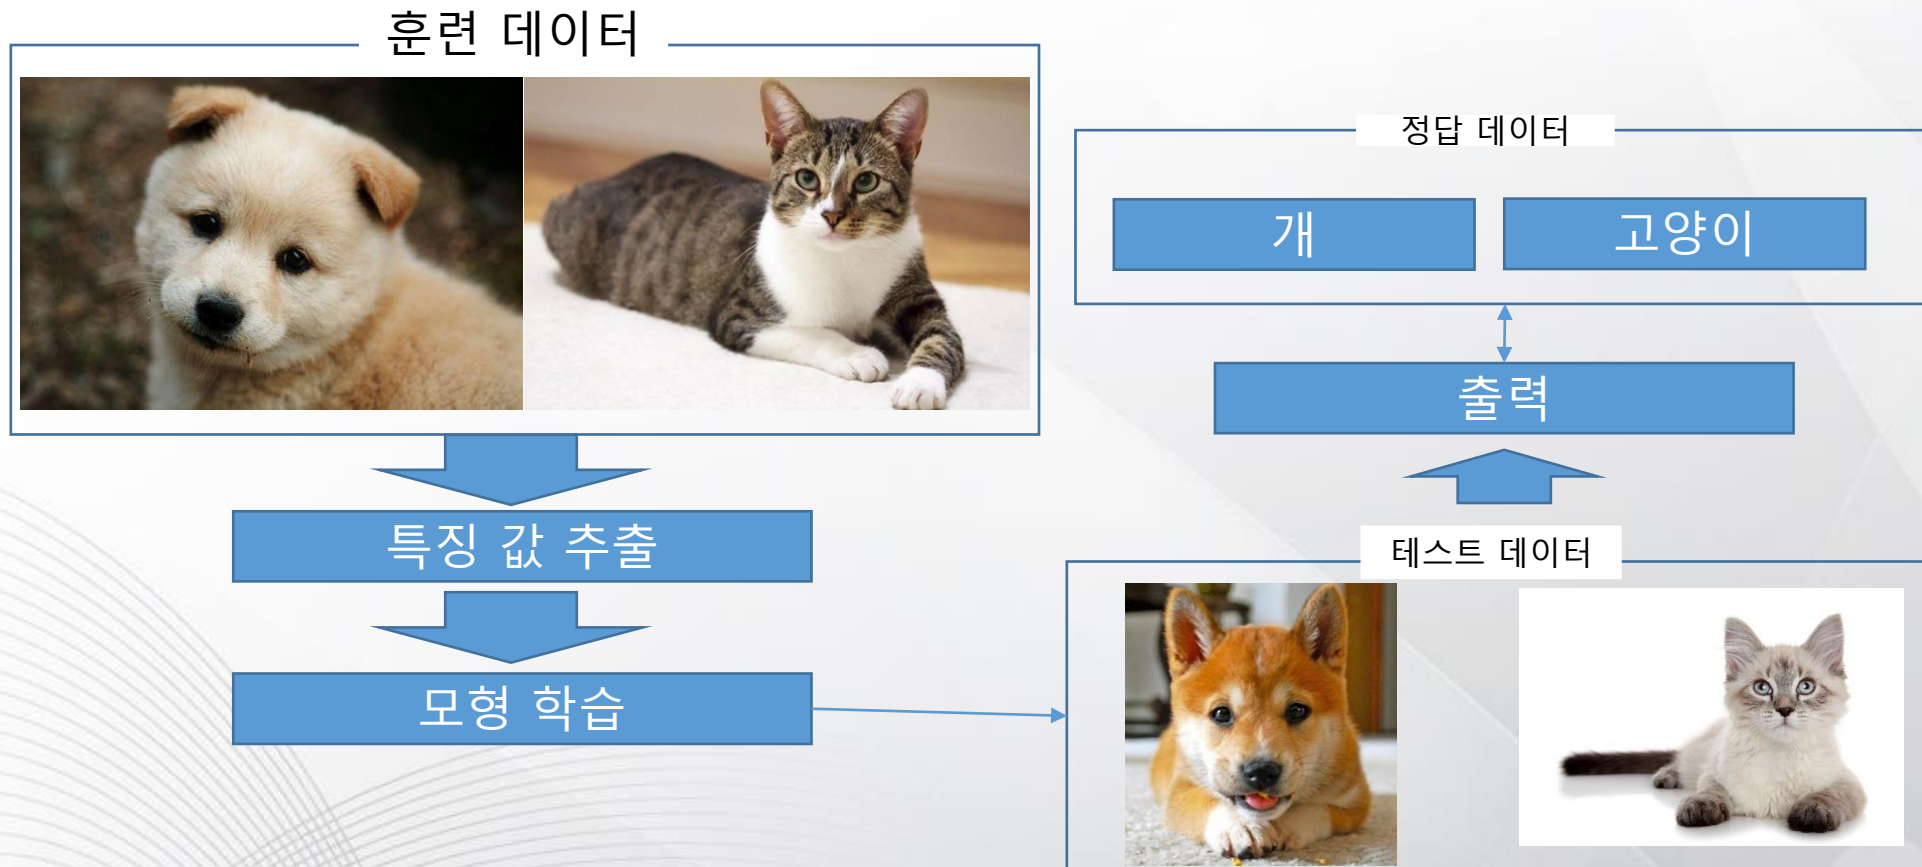 훈련 데이터
특징 값 추출
모형 학습
정답 데이터
개
고양이
출력
테스트 데이터